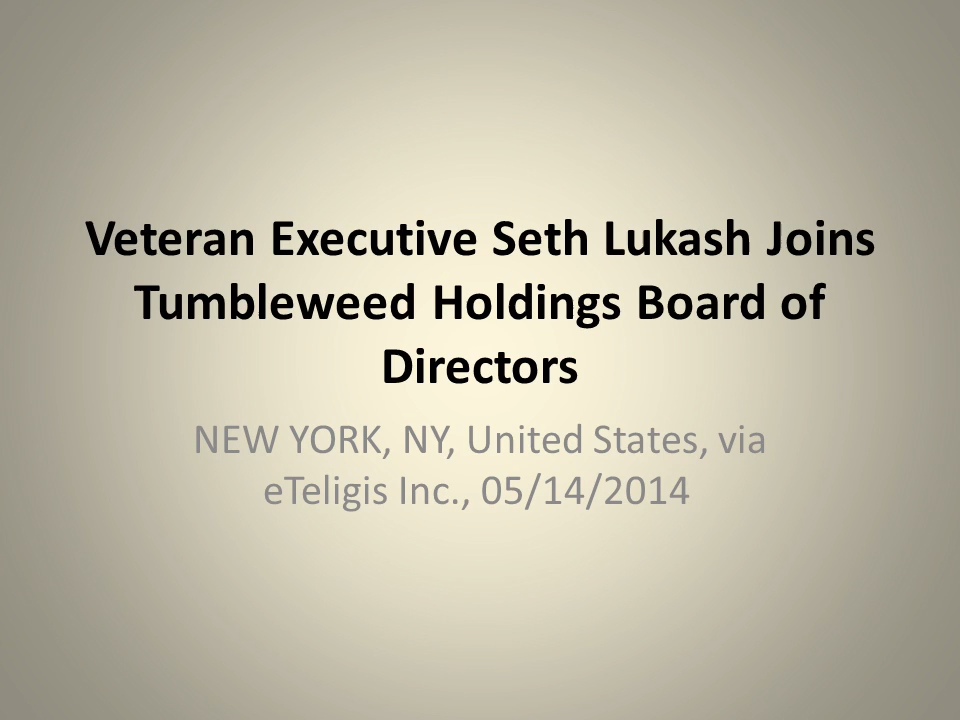 Veteran Executive Seth Lukash Joins
Tumbleweed Holdings Board of
Directors
NEW YORK, NY, United States, via
eTeligis Inc., 05/14/2014